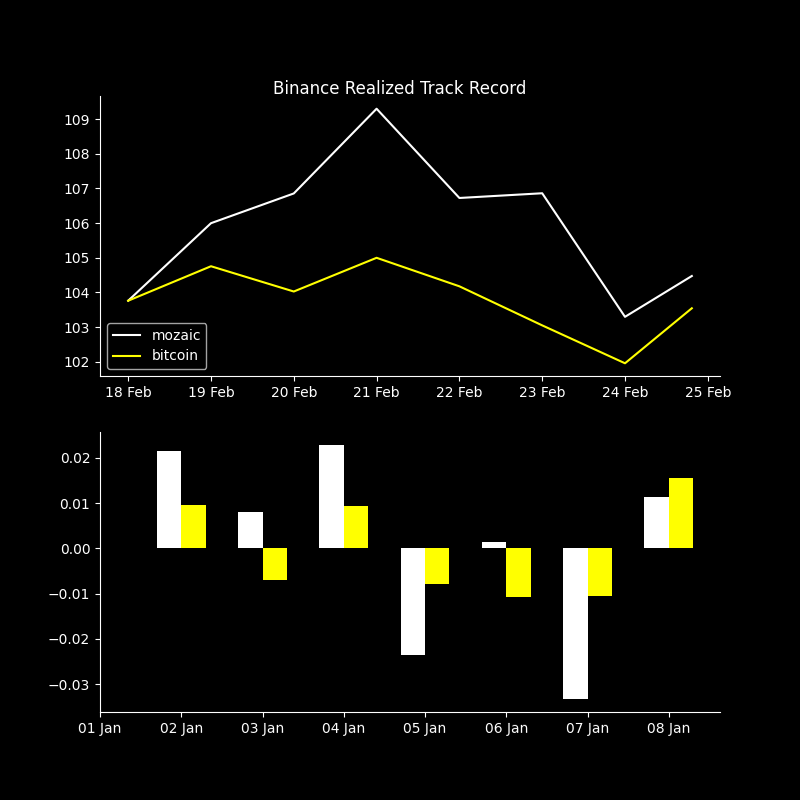 Binance Realized Track Record
109
108
107
106
105
104
103
102
mozaic
bitcoin
18 Feb 19 Feb 20 Feb 21 Feb 22 Feb 23 Feb 24 Feb 25 Feb
0.02
0.01
0.00
−0.01
−0.02
−0.03
01 Jan 02 Jan 03 Jan 04 Jan 05 Jan 06 Jan 07 Jan 08 Jan